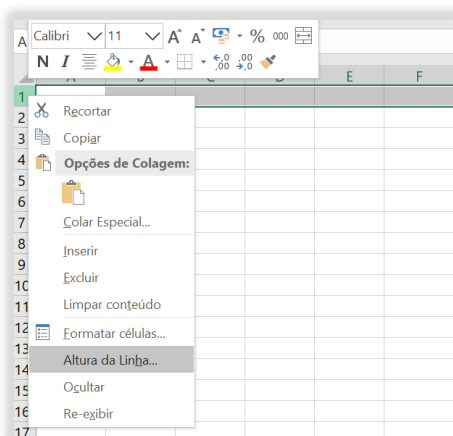 Calibri 11 A A % 000
A N I A ,00 ,00
A B C D E F
1
2 Recortar
3 Copiar
4 Opções de Colagem:
5
6
7 Colar Especial...
8 Inserir
9 Excluir
10
11 Limpar conteúdo
12 Formatar células...
13 Altura da Linha...
14
15 Ocultar
16 Re-exibir
17